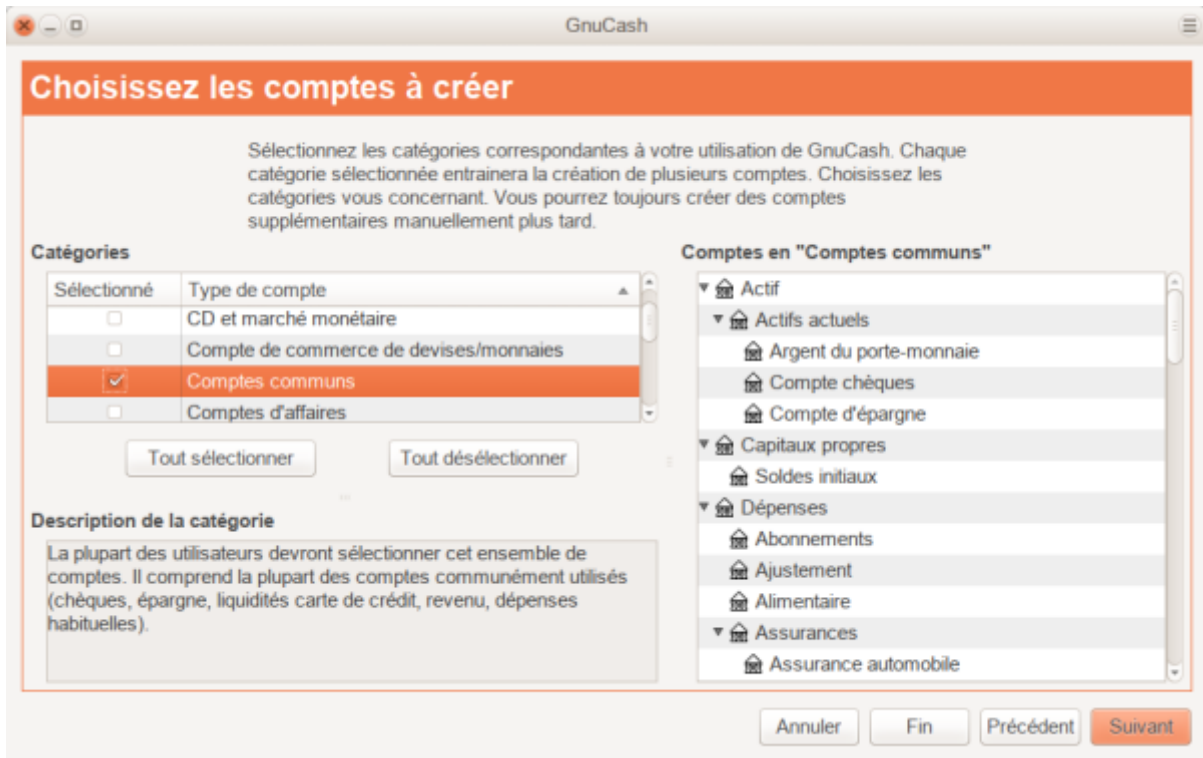 GnuCash
Choisissez les comptes à créer
Sélectionnez les catégories correspondantes à votre utilisation de GnuCash. Chaque
catégorie sélectionnée entrainera la création de plusieurs comptes. Choisissez les
catégories vous concernant. Vous pourrez toujours créer des comptes
supplémentaires manuellement plus tard.
Catégories
Sélectionné Type de compte
CD et marché monétaire
Compte de commerce de devises/monnaies
Comptes communs
Comptes d'affaires
Tout sélectionner Tout désélectionner
Description de la catégorie
La plupart des utilisateurs devront sélectionner cet ensemble de
comptes. Il comprend la plupart des comptes communément utilisés
(chèques, épargne, liquidités carte de crédit, revenu, dépenses
habituelles).
Comptes en "Comptes communs"
Actif
Actifs actuels
Argent du porte-monnaie
Compte chèques
Compte d'épargne
Capitaux propres
Soldes initiaux
Dépenses
Abonnements
Ajustement
Alimentaire
Assurances
Assurance automobile
Annuler Fin Précédent Suivant